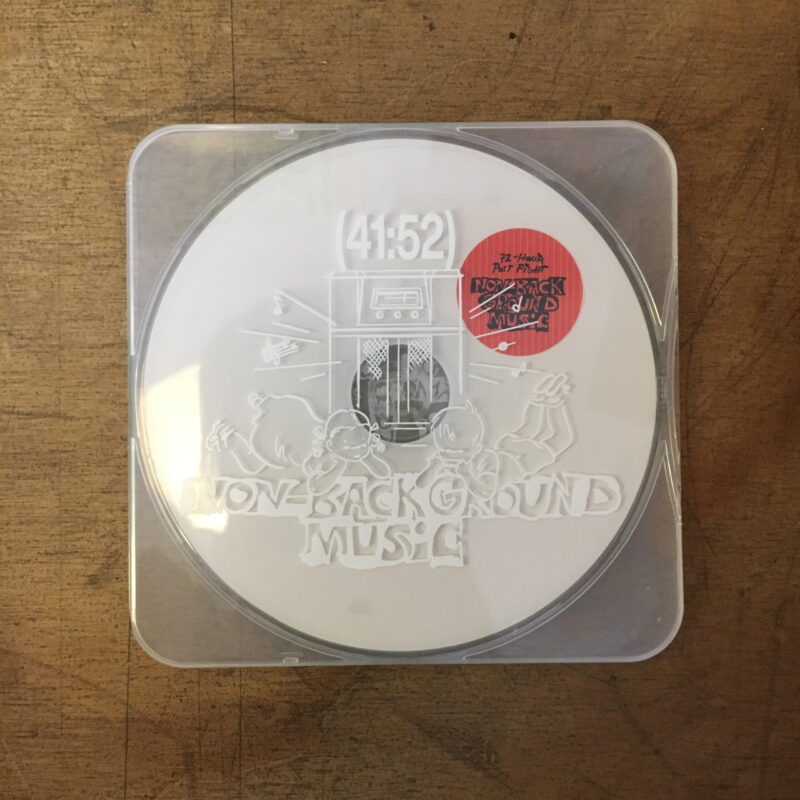 (41:52)
72-HOUR
POST FIGHT
NON-BACK
GROUND
MUSIC
NON-BACKGROUND
MUSIC